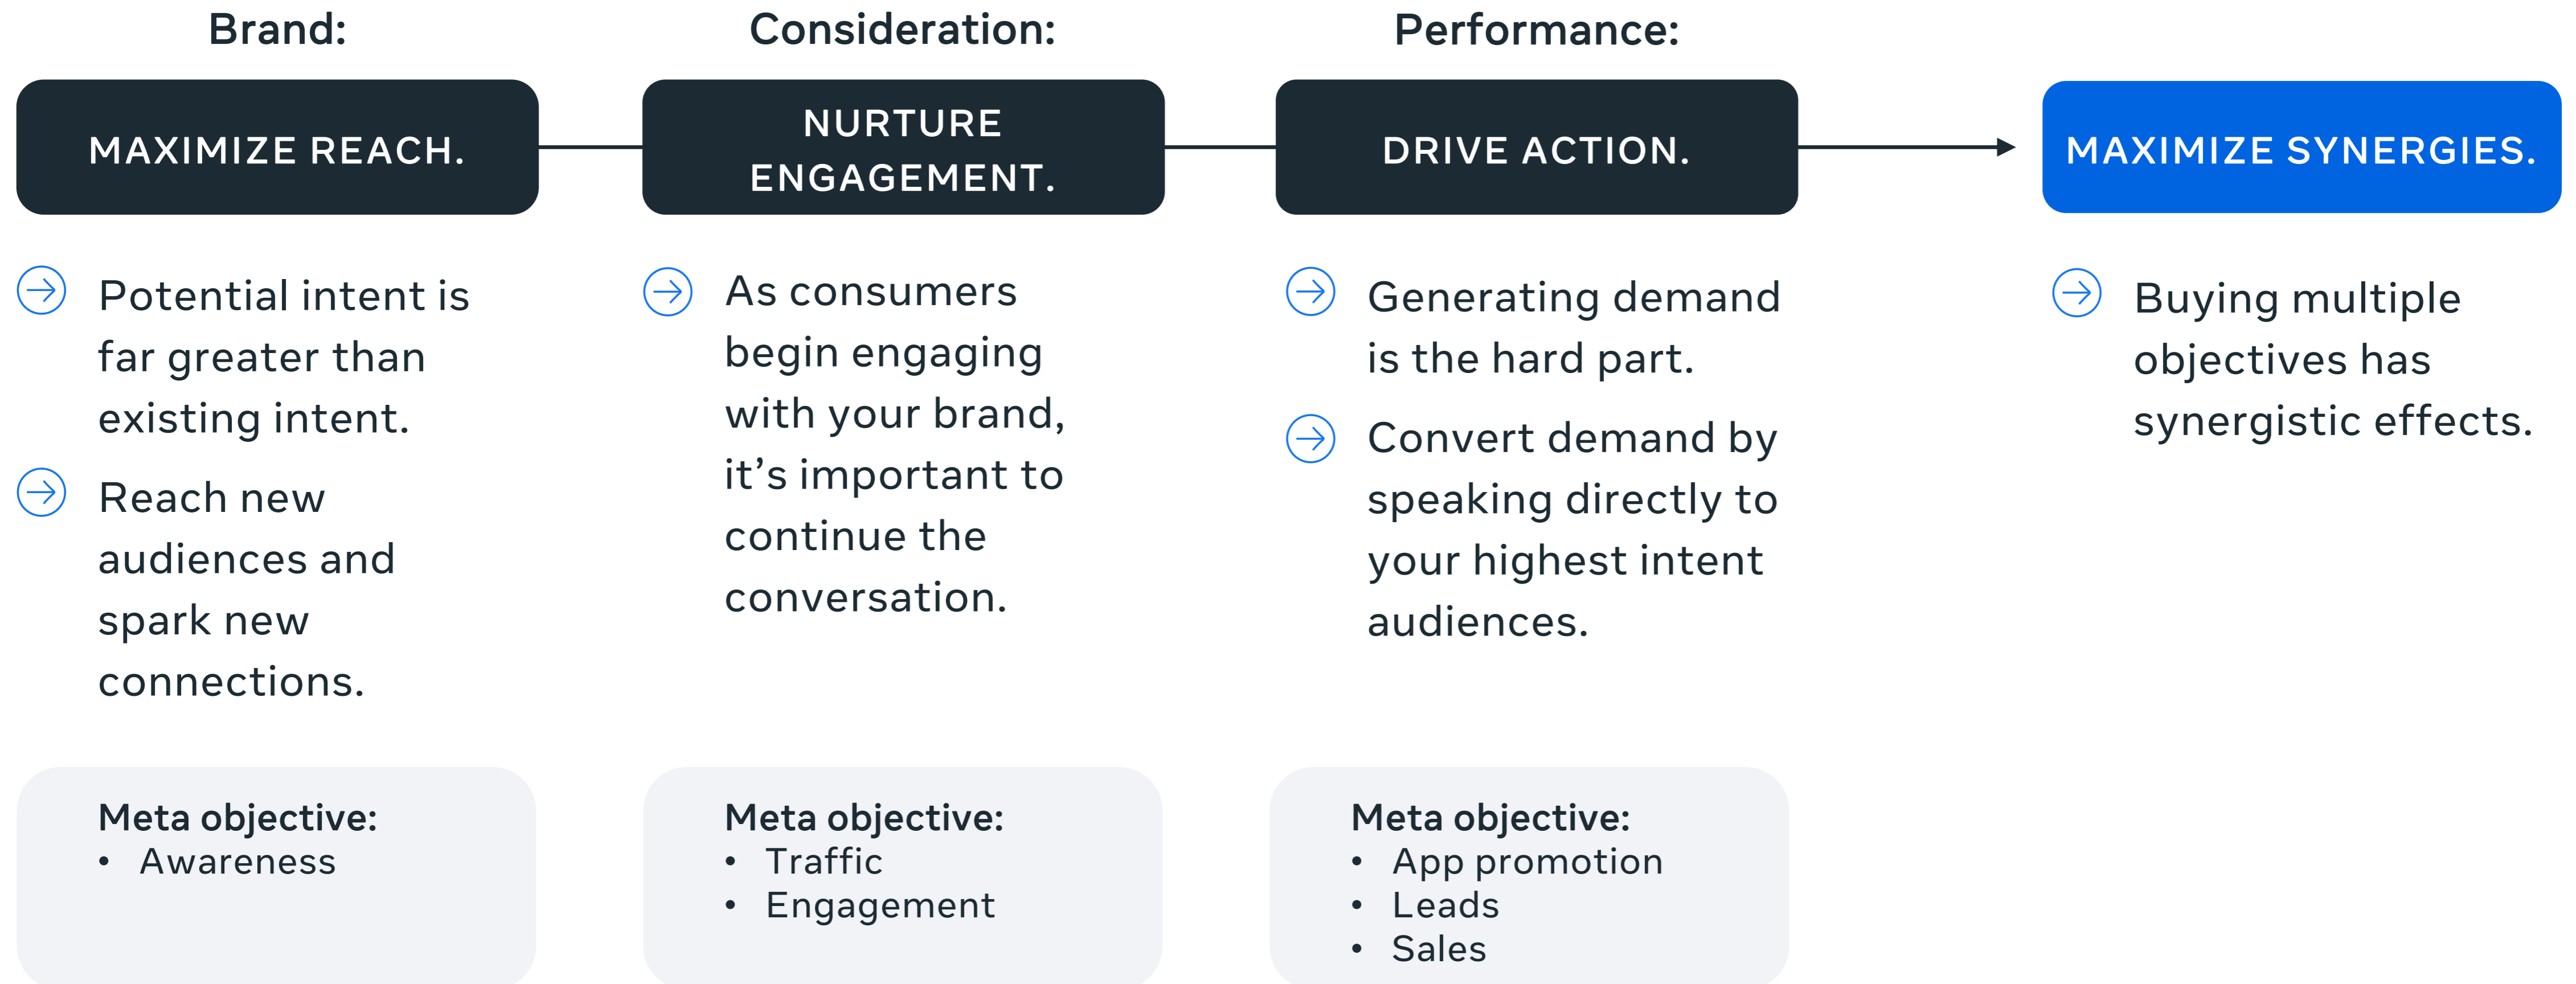 Brand:
MAXIMIZE REACH.
Potential intent is
far greater than
existing intent.
Reach new
audiences and
spark new
connections.
Meta objective:
• Awareness
Consideration:
NURTURE
ENGAGEMENT.
As consumers
begin engaging
with your brand,
it’s important to
continue the
conversation.
Meta objective:
• Traffic
• Engagement
Performance:
DRIVE ACTION.
Generating demand
is the hard part.
Convert demand by
speaking directly to
your highest intent
audiences.
Meta objective:
• App promotion
• Leads
• Sales
MAXIMIZE SYNERGIES.
Buying multiple
objectives has
synergistic effects.